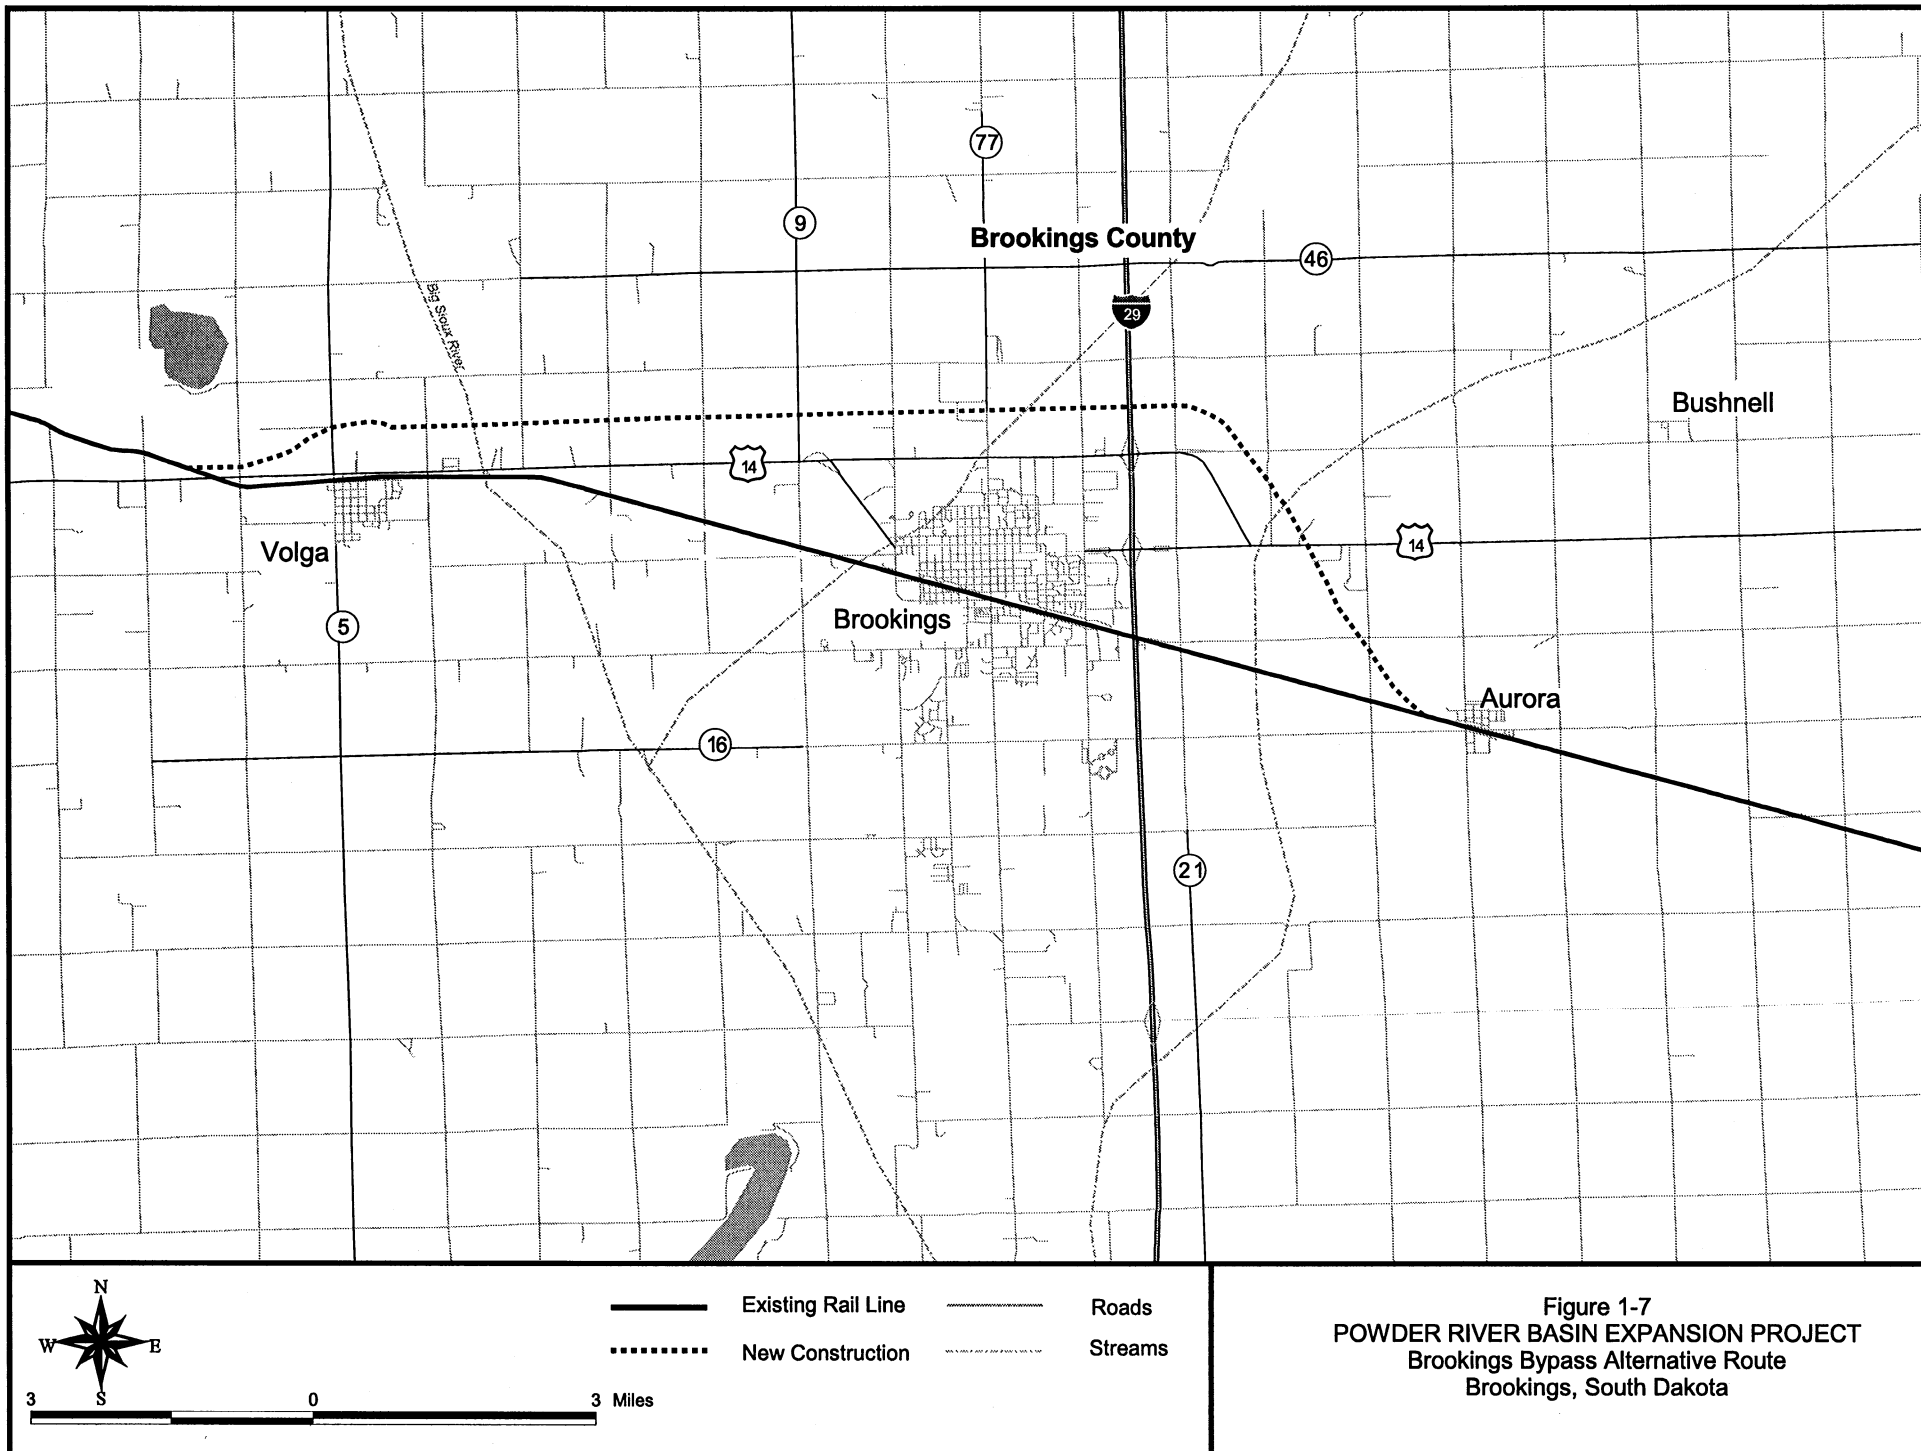 77
9
Brookings County
46
Big Sioux River
29
Bushnell
14
14
Volga
Brookings
5
Aurora
16
21
N
W E
S
3 0 3 Miles
Existing Rail Line
New Construction
Roads
Streams
Figure 1-7
POWDER RIVER BASIN EXPANSION PROJECT
Brookings Bypass Alternative Route
Brookings, South Dakota